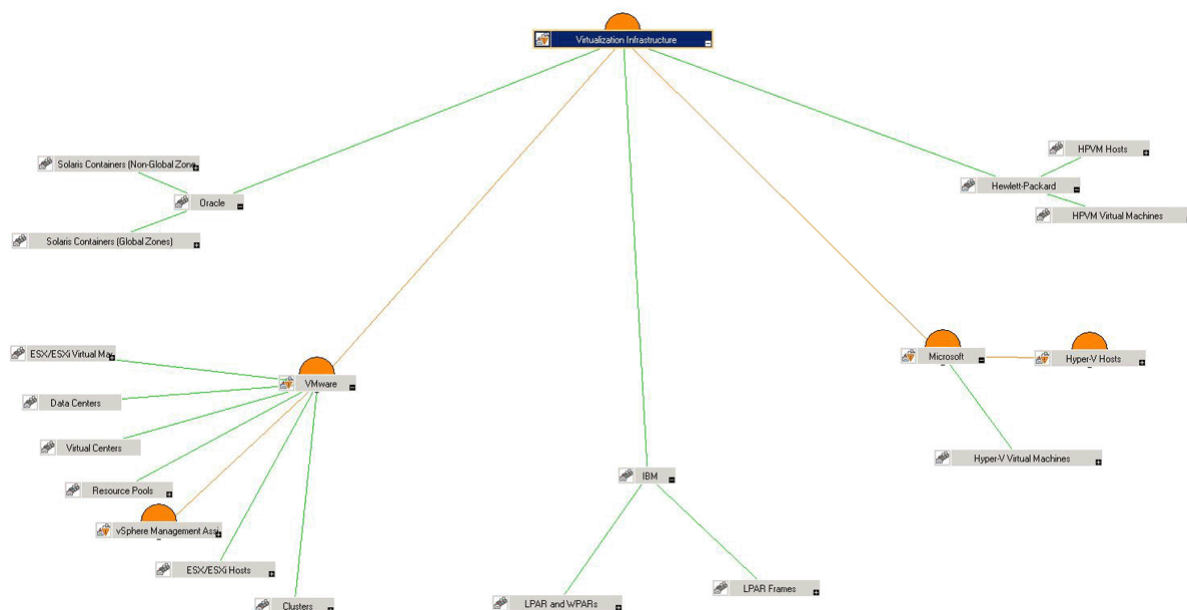 Virtualization Infrastructure
HPVM Hosts
Solaris Containers (Non-Global Zone
Hewlett-Packard
Oracle
HPVM Virtual Machines
Solaris Containers (Global Zones)
ESX/ESXi Virtual Mac
Microsoft
Hyper-V Hosts
VMware
Data Centers
Virtual Centers
Hyper-V Virtual Machines
IBM
Resource Pools
vSphere Management Assi
ESX/ESXi Hosts
LPAR Frames
LPAR and WPARs
Clusters